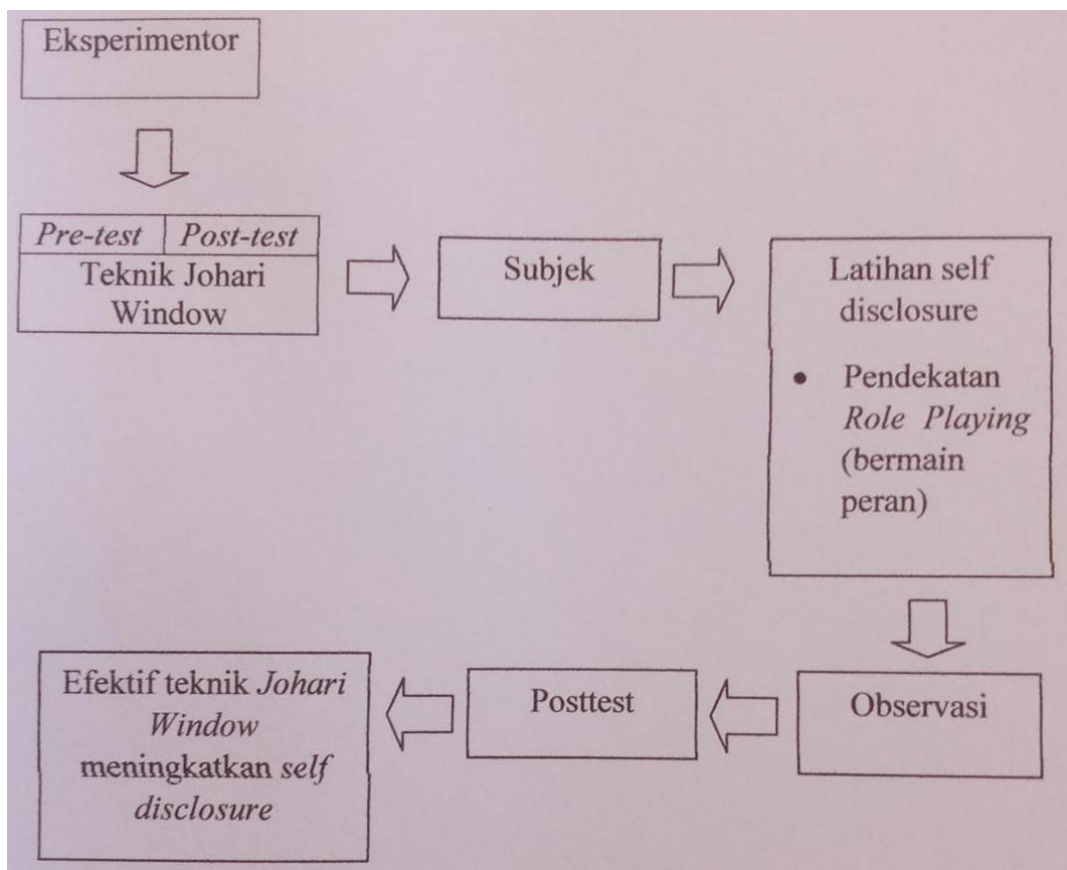 Eksperimentor
Pre-test Post-test
Teknik Johari
Window
Subjek
Latihan self
disclosure
• Pendekatan
Role Playing
(bermain
peran)
Observasi
Posttest
Efektif teknik Johari
Window
meningkatkan self
disclosure